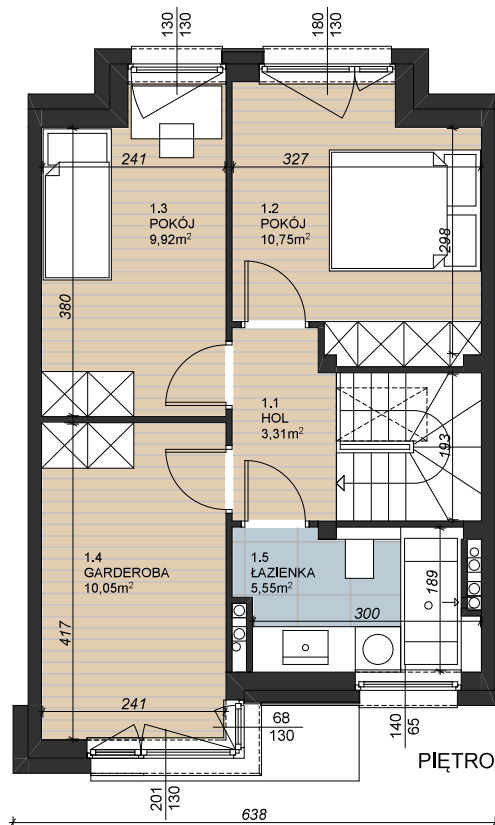 130 130
180 130
241
327
1.3
POKÓJ
9,92m²
1.2
POKÓJ
10,75m²
298
380
1.1
HOL
3,31m²
193
1.4
GARDEROBA
10,05m²
1.5
ŁAZIENKA
5,55m²
189
300
417
241
68
130
140 65
PIĘTRO
201 130
638